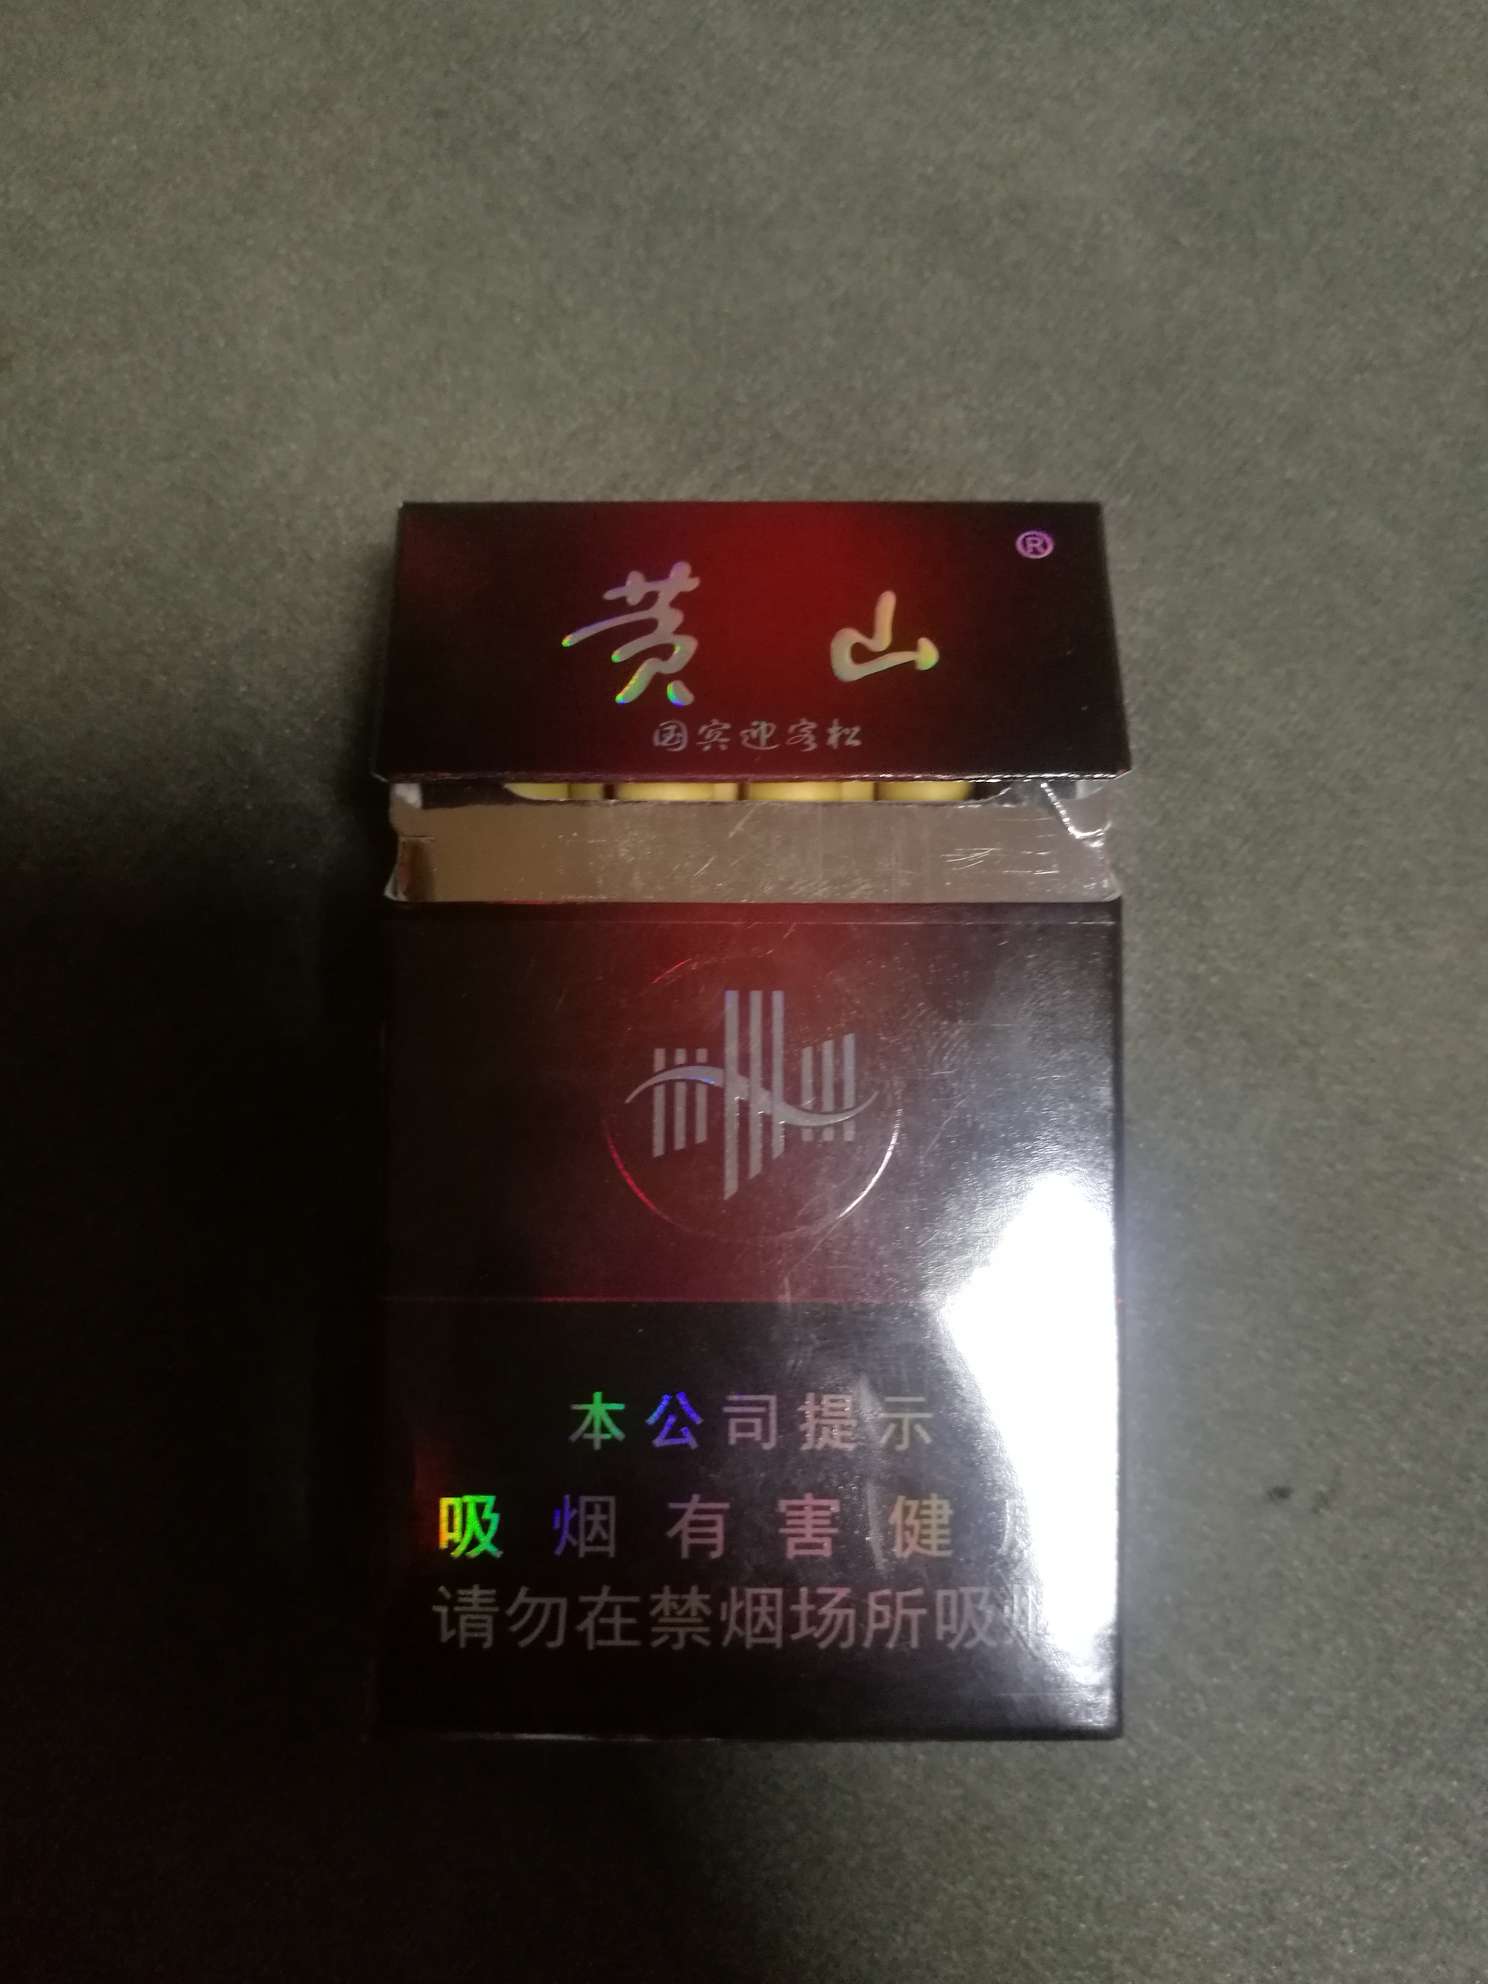 黄山®
国宾迎客松
本公司提示
吸烟有害健
请勿在禁烟场所吸